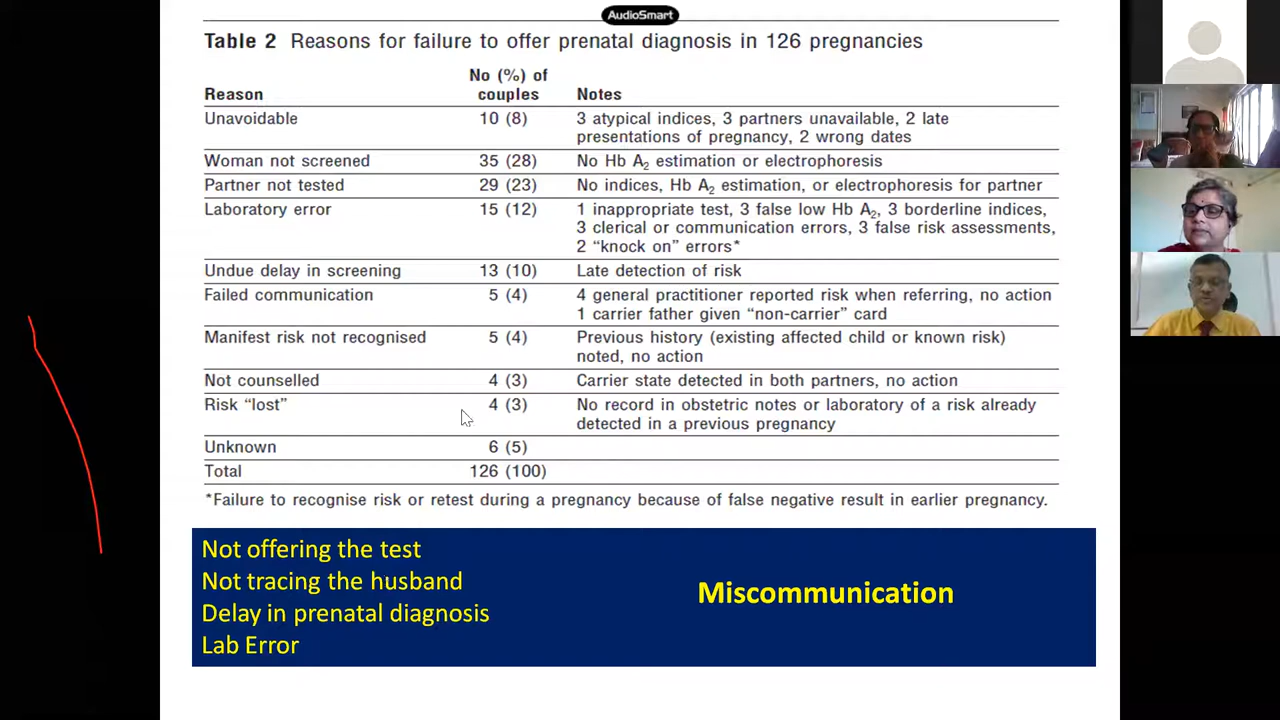 AudioSmart
Table 2 Reasons for failure to offer prenatal diagnosis in 126 pregnancies
No (%) of
Reason couples Notes
Unavoidable 10 (8) 3 atypical indices, 3 partners unavailable, 2 late
presentations of pregnancy, 2 wrong dates
Woman not screened 35 (28) No Hb A₂ estimation or electrophoresis
Partner not tested 29 (23) No indices, Hb A₂ estimation, or electrophoresis for partner
Laboratory error 15 (12) 1 inappropriate test, 3 false low Hb A₂, 3 borderline indices,
3 clerical or communication errors, 3 false risk assessments,
2 “knock on” errors*
Undue delay in screening 13 (10) Late detection of risk
Failed communication 5 (4) 4 general practitioner reported risk when referring, no action
1 carrier father given “non-carrier” card
Manifest risk not recognised 5 (4) Previous history (existing affected child or known risk)
noted, no action
Not counselled 4 (3) Carrier state detected in both partners, no action
Risk “lost” 4 (3) No record in obstetric notes or laboratory of a risk already
detected in a previous pregnancy
Unknown 6 (5)
Total 126 (100)
*Failure to recognise risk or retest during a pregnancy because of false negative result in earlier pregnancy.
Not offering the test
Not tracing the husband
Delay in prenatal diagnosis
Lab Error
Miscommunication